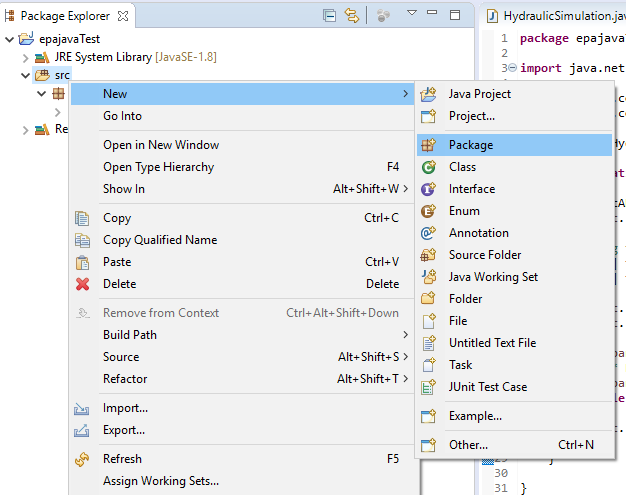 Package Explorer
epajavaTest
JRE System Library [JavaSE-1.8]
src
Re
New
Go Into
Open in New Window
Open Type Hierarchy F4
Show In Alt+Shift+W
Copy Ctrl+C
Copy Qualified Name
Paste Ctrl+V
Delete Delete
Remove from Context Ctrl+Alt+Shift+Down
Build Path
Source Alt+Shift+S
Refactor Alt+Shift+T
Import...
Export...
Refresh F5
Assign Working Sets...
Java Project
Project...
Package
Class
Interface
Enum
Annotation
Source Folder
Java Working Set
Folder
File
Untitled Text File
Task
JUnit Test Case
Example...
Other... Ctrl+N
HydraulicSimulation.jav
1 package epajava
2
3 import java.net
30
31 }